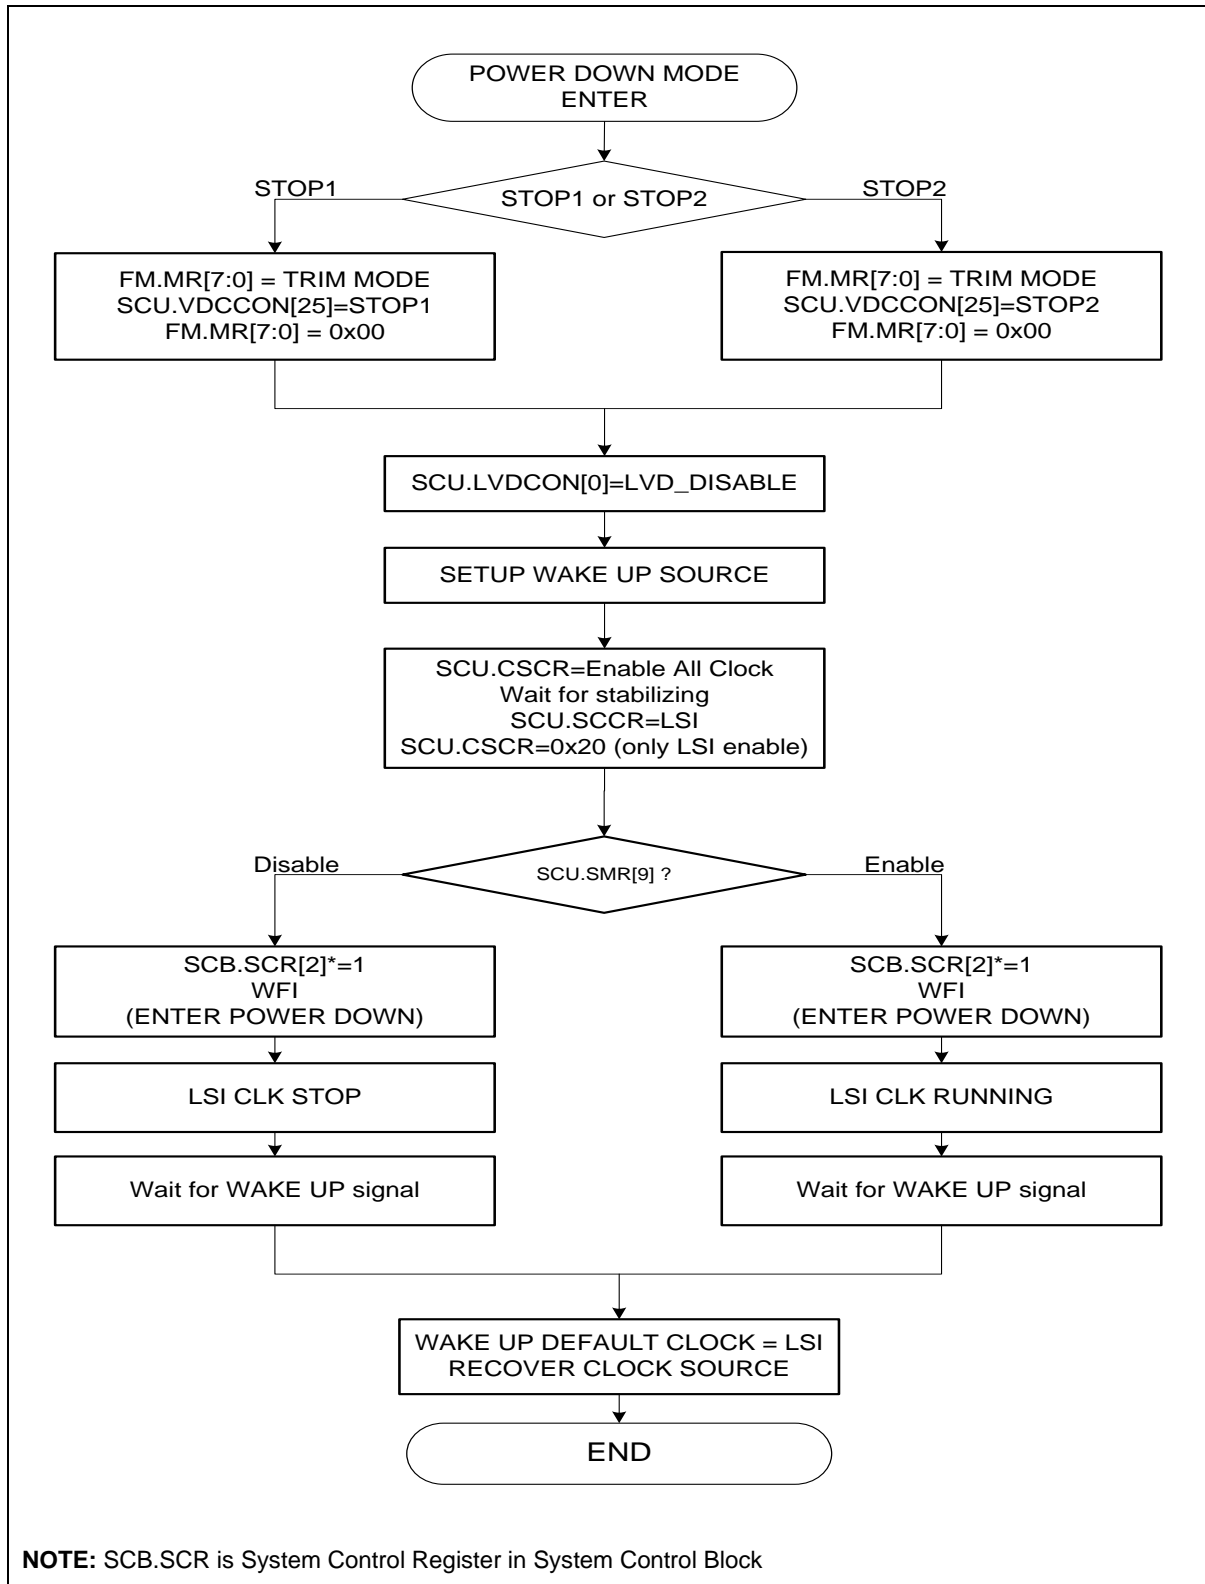 POWER DOWN MODE
ENTER
STOP1 or STOP2
STOP1
STOP2
FM.MR[7:0] = TRIM MODE
SCU.VDCCON[25]=STOP1
FM.MR[7:0] = 0x00
FM.MR[7:0] = TRIM MODE
SCU.VDCCON[25]=STOP2
FM.MR[7:0] = 0x00
SCU.LVDCON[0]=LVD_DISABLE
SETUP WAKE UP SOURCE
SCU.CSCR=Enable All Clock
Wait for stabilizing
SCU.SCCR=LSI
SCU.CSCR=0x20 (only LSI enable)
SCU.SMR[9] ?
Disable
Enable
SCB.SCR[2]*=1
WFI
(ENTER POWER DOWN)
SCB.SCR[2]*=1
WFI
(ENTER POWER DOWN)
LSI CLK STOP
LSI CLK RUNNING
Wait for WAKE UP signal
Wait for WAKE UP signal
WAKE UP DEFAULT CLOCK = LSI
RECOVER CLOCK SOURCE
END
NOTE: SCB.SCR is System Control Register in System Control Block